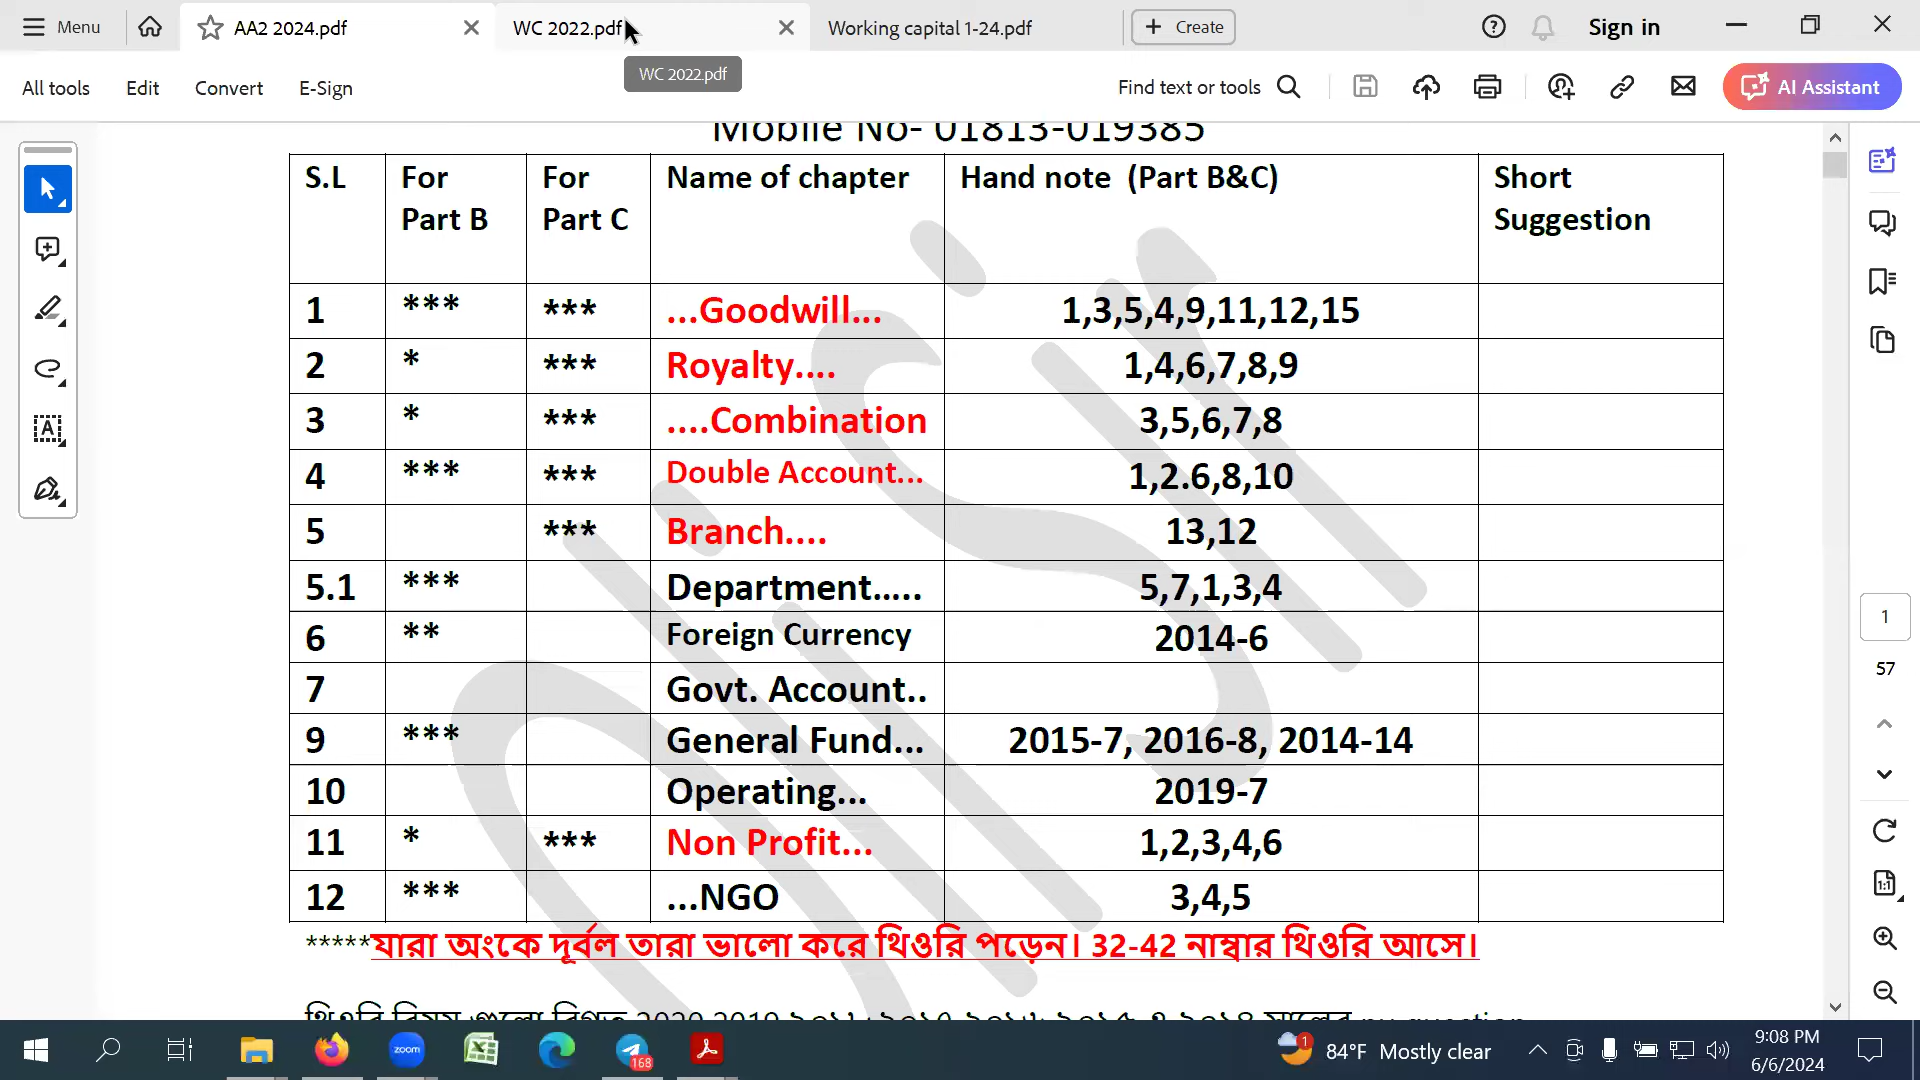 Menu
AA2 2024.pdf
WC 2022.pdf
Working capital 1-24.pdf
Create
Sign in
All tools
Edit
Convert
E-Sign
WC 2022.pdf
Find text or tools
AI Assistant
Mobile No- 01813-019385
S.L For Part B For Part C Name of chapter Hand note (Part B&C) Short Suggestion
1 *** *** ...Goodwill... 1,3,5,4,9,11,12,15
2 * *** Royalty.... 1,4,6,7,8,9
3 * *** ....Combination 3,5,6,7,8
4 *** *** Double Account... 1,2.6,8,10
5 *** Branch.... 13,12
5.1 *** Department..... 5,7,1,3,4
6 ** Foreign Currency 2014-6
7 Govt. Account..
9 *** General Fund... 2015-7, 2016-8, 2014-14
10 Operating... 2019-7
11 * *** Non Profit... 1,2,3,4,6
12 *** ...NGO 3,4,5
*****যারা অংকে দূর্বল তারা ভালো করে থিওরি পড়েন। 32-42 নাম্বার থিওরি আসে।
1
57
zoom
168
1
84°F Mostly clear
9:08 PM
6/6/2024